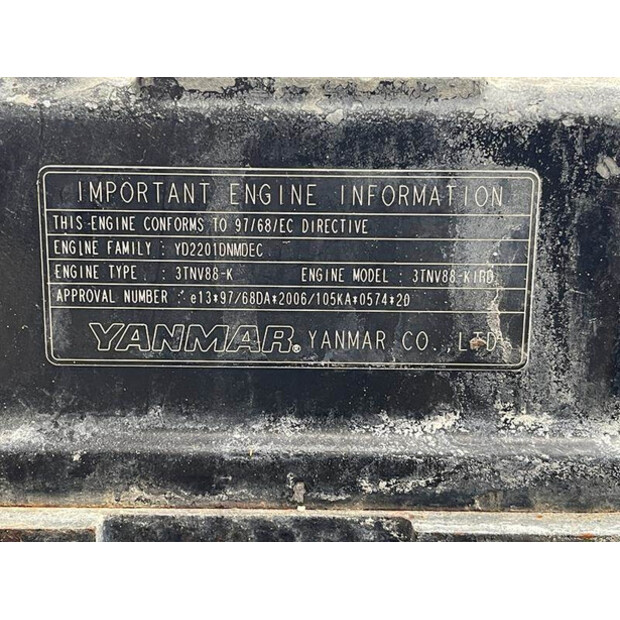 IMPORTANT ENGINE INFORMATION
THIS ENGINE CONFORMS TO 97/68/EC DIRECTIVE
ENGINE FAMILY : YD2201DNMDEC
ENGINE TYPE : 3TNV88-K ENGINE MODEL : 3TNV88-KIRD
APPROVAL NUMBER : e13*97/68DA*2006/105KA*0574*20
YANMAR® YANMAR CO., LTD.